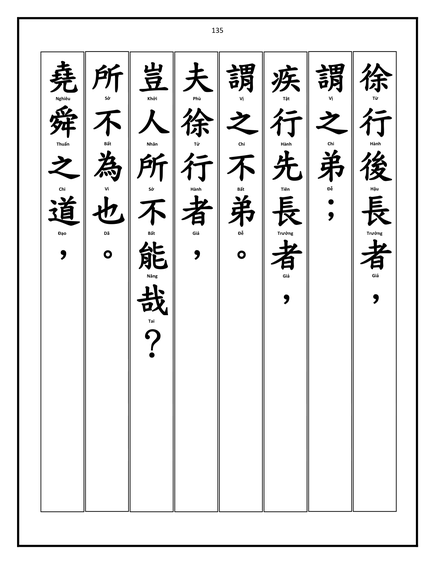 135
徐行後長者，
Từ Hành Hậu Trưởng Giả
謂之弟；
Vị Chi Đễ
疾行先長者，
Tật Hành Tiên Trưởng Giả
謂之不弟。
Vị Chi Bất Đễ
夫徐行者，
Phù Từ Hành Giả
豈人所不能哉？
Khởi Nhân Sở Bất Năng Tai
所不為也。
Sở Bất Vi Dã
堯舜之道，
Nghiêu Thuấn Chi Đạo